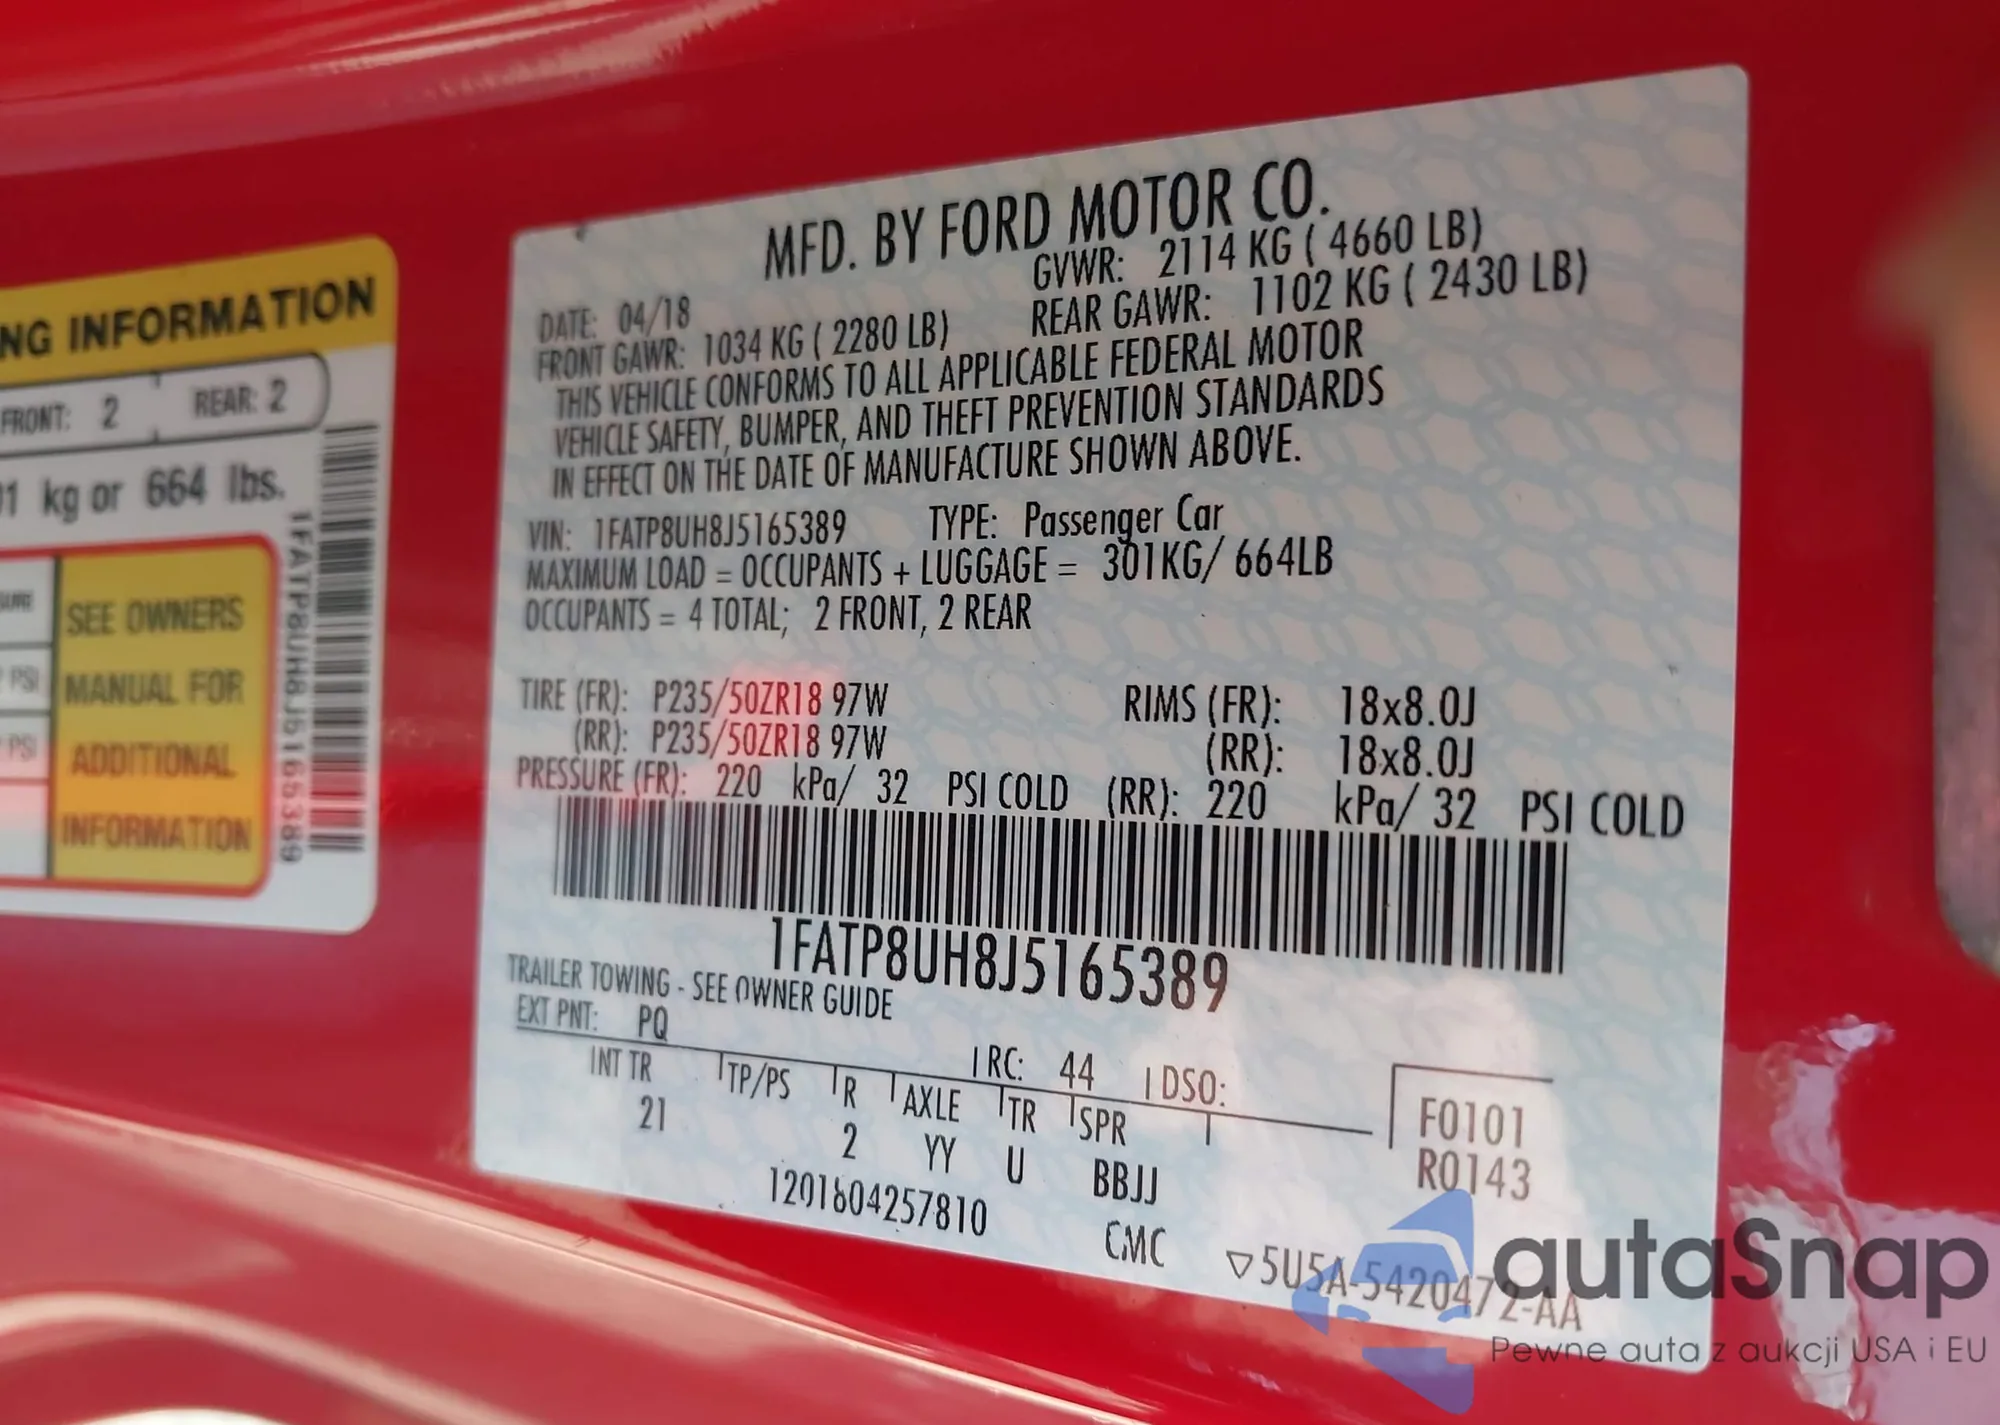 NG INFORMATION
FRONT: 2 REAR: 2
1 kg or 664 lbs.
SEE OWNERS
PSI MANUAL FOR
PSI ADDITIONAL
INFORMATION
1FATP8UH8J5165389
MFD. BY FORD MOTOR CO.
DATE: 04/18 GVWR: 2114 KG ( 4660 LB)
FRONT GAWR: 1034 KG ( 2280 LB) REAR GAWR: 1102 KG ( 2430 LB)
THIS VEHICLE CONFORMS TO ALL APPLICABLE FEDERAL MOTOR
VEHICLE SAFETY, BUMPER, AND THEFT PREVENTION STANDARDS
IN EFFECT ON THE DATE OF MANUFACTURE SHOWN ABOVE.
VIN: 1FATP8UH8J5165389 TYPE: Passenger Car
MAXIMUM LOAD = OCCUPANTS + LUGGAGE = 301KG/ 664LB
OCCUPANTS = 4 TOTAL; 2 FRONT, 2 REAR
TIRE (FR): P235/50ZR18 97W RIMS (FR): 18x8.0J
(RR): P235/50ZR18 97W (RR): 18x8.0J
PRESSURE (FR): 220 kPa/ 32 PSI COLD (RR): 220 kPa/ 32 PSI COLD
1FATP8UH8J5165389
TRAILER TOWING - SEE OWNER GUIDE
EXT PNT: PQ RC: 44 DSO:
INT TR TP/PS R AXLE TR SPR F0101
21 2 YY U BBJJ R0143
1201604257810 CMC ▽5U5A-5420472-AA
autaSnap
Pewne auta z aukcji USA i EU